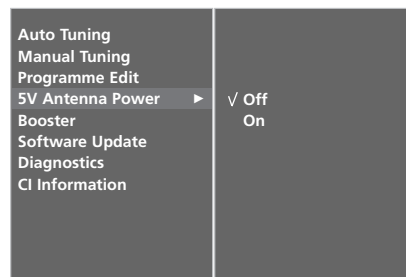 Auto Tuning
Manual Tuning
Programme Edit
5V Antenna Power ►
Booster
Software Update
Diagnostics
CI Information
√ Off
On